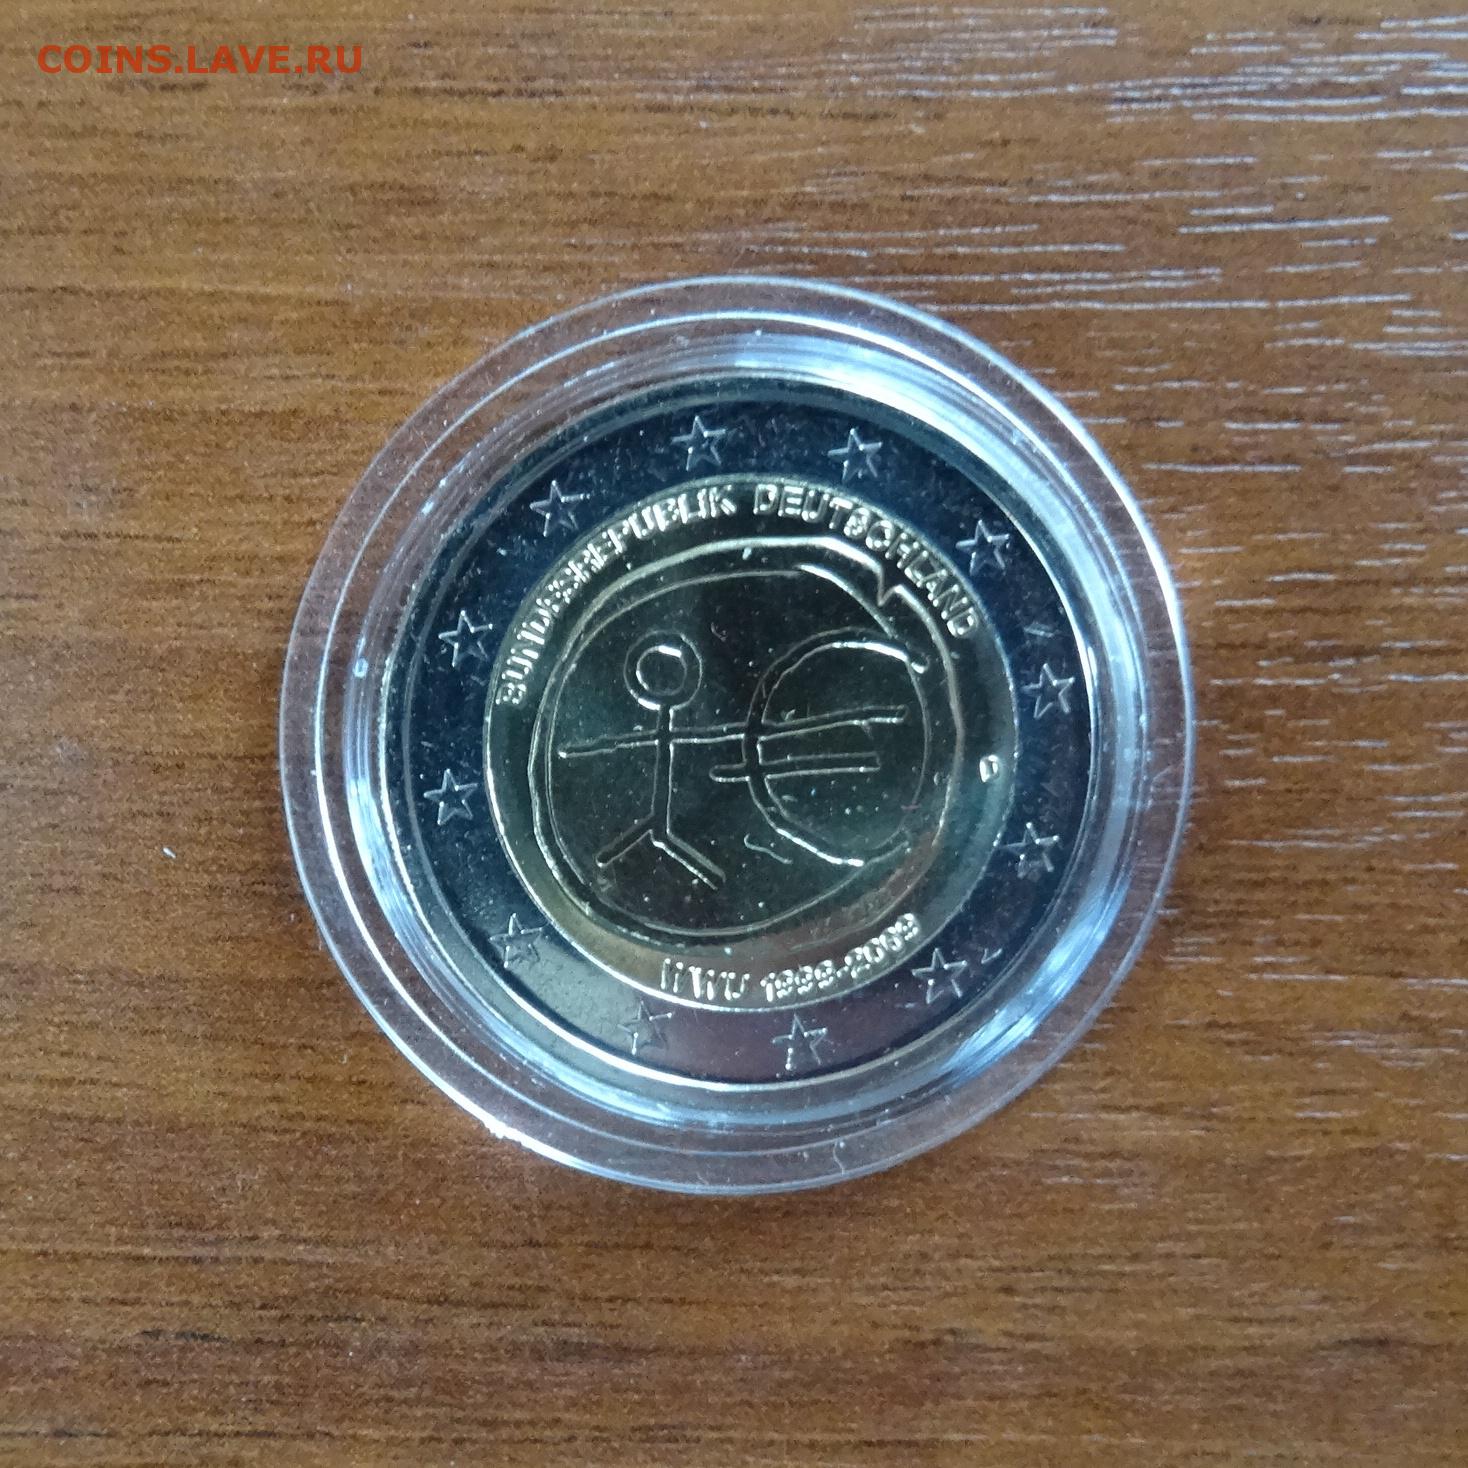 COINS.LAVE.RU
BUNDESREPUBLIK DEUTSCHLAND
WWU 1999-2009